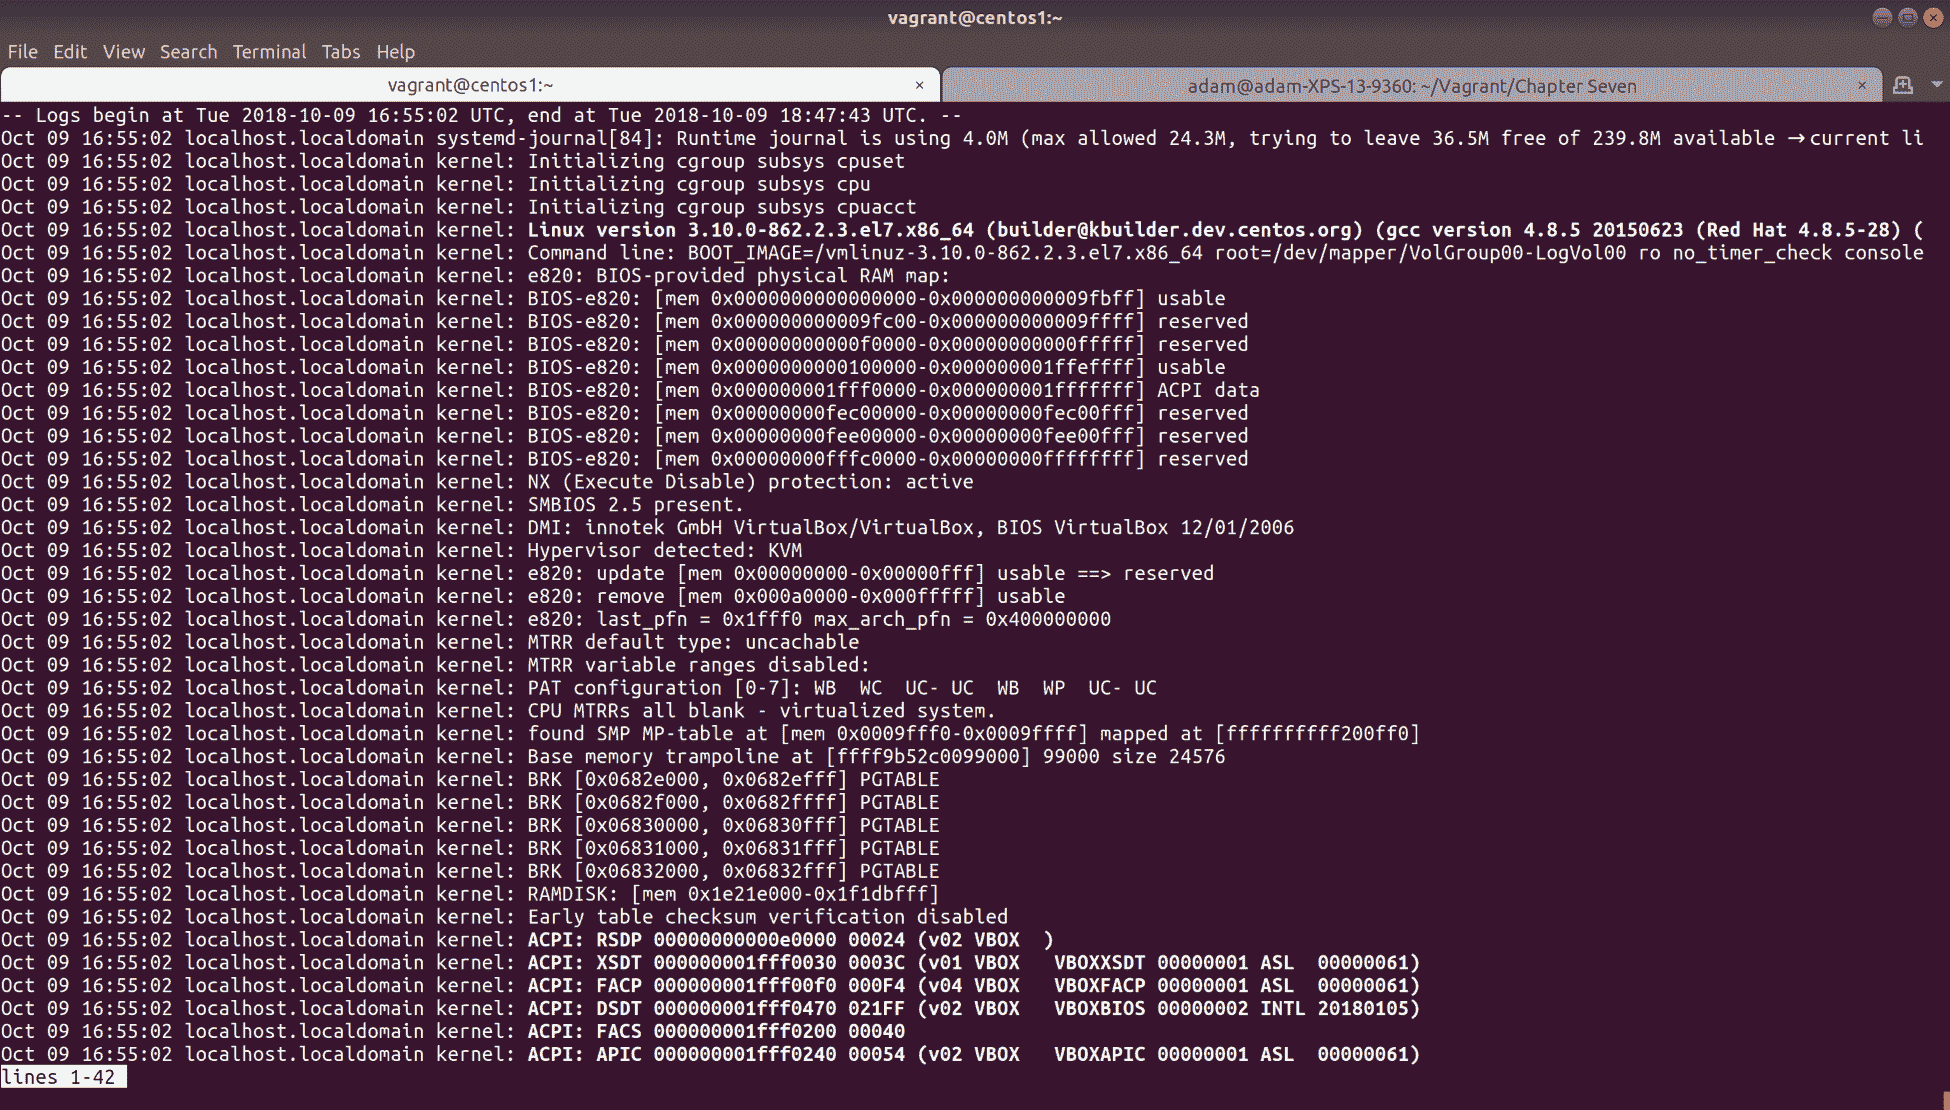 vagrant@centos1:~
File Edit View Search Terminal Tabs Help
vagrant@centos1:~ × adam@adam-XPS-13-9360: ~/Vagrant/Chapter Seven ×
-- Logs begin at Tue 2018-10-09 16:55:02 UTC, end at Tue 2018-10-09 18:47:43 UTC. --
Oct 09 16:55:02 localhost.localdomain systemd-journal[84]: Runtime journal is using 4.0M (max allowed 24.3M, trying to leave 36.5M free of 239.8M available →current li
Oct 09 16:55:02 localhost.localdomain kernel: Initializing cgroup subsys cpuset
Oct 09 16:55:02 localhost.localdomain kernel: Initializing cgroup subsys cpu
Oct 09 16:55:02 localhost.localdomain kernel: Initializing cgroup subsys cpuacct
Oct 09 16:55:02 localhost.localdomain kernel: Linux version 3.10.0-862.2.3.el7.x86_64 (builder@kbuilder.dev.centos.org) (gcc version 4.8.5 20150623 (Red Hat 4.8.5-28) (
Oct 09 16:55:02 localhost.localdomain kernel: Command line: BOOT_IMAGE=/vmlinuz-3.10.0-862.2.3.el7.x86_64 root=/dev/mapper/VolGroup00-LogVol00 ro no_timer_check console
Oct 09 16:55:02 localhost.localdomain kernel: e820: BIOS-provided physical RAM map:
Oct 09 16:55:02 localhost.localdomain kernel: BIOS-e820: [mem 0x0000000000000000-0x000000000009fbff] usable
Oct 09 16:55:02 localhost.localdomain kernel: BIOS-e820: [mem 0x000000000009fc00-0x000000000009ffff] reserved
Oct 09 16:55:02 localhost.localdomain kernel: BIOS-e820: [mem 0x00000000000f0000-0x00000000000fffff] reserved
Oct 09 16:55:02 localhost.localdomain kernel: BIOS-e820: [mem 0x0000000000100000-0x000000001ffeffff] usable
Oct 09 16:55:02 localhost.localdomain kernel: BIOS-e820: [mem 0x000000001fff0000-0x000000001fffffff] ACPI data
Oct 09 16:55:02 localhost.localdomain kernel: BIOS-e820: [mem 0x00000000fec00000-0x00000000fec00fff] reserved
Oct 09 16:55:02 localhost.localdomain kernel: BIOS-e820: [mem 0x00000000fee00000-0x00000000fee00fff] reserved
Oct 09 16:55:02 localhost.localdomain kernel: BIOS-e820: [mem 0x00000000fffc0000-0x00000000ffffffff] reserved
Oct 09 16:55:02 localhost.localdomain kernel: NX (Execute Disable) protection: active
Oct 09 16:55:02 localhost.localdomain kernel: SMBIOS 2.5 present.
Oct 09 16:55:02 localhost.localdomain kernel: DMI: innotek GmbH VirtualBox/VirtualBox, BIOS VirtualBox 12/01/2006
Oct 09 16:55:02 localhost.localdomain kernel: Hypervisor detected: KVM
Oct 09 16:55:02 localhost.localdomain kernel: e820: update [mem 0x00000000-0x00000fff] usable ==> reserved
Oct 09 16:55:02 localhost.localdomain kernel: e820: remove [mem 0x000a0000-0x000fffff] usable
Oct 09 16:55:02 localhost.localdomain kernel: e820: last_pfn = 0x1fff0 max_arch_pfn = 0x400000000
Oct 09 16:55:02 localhost.localdomain kernel: MTRR default type: uncachable
Oct 09 16:55:02 localhost.localdomain kernel: MTRR variable ranges disabled:
Oct 09 16:55:02 localhost.localdomain kernel: PAT configuration [0-7]: WB  WC  UC- UC  WB  WP  UC- UC
Oct 09 16:55:02 localhost.localdomain kernel: CPU MTRRs all blank - virtualized system.
Oct 09 16:55:02 localhost.localdomain kernel: found SMP MP-table at [mem 0x0009fff0-0x0009ffff] mapped at [ffffffffff200ff0]
Oct 09 16:55:02 localhost.localdomain kernel: Base memory trampoline at [ffff9b52c0099000] 99000 size 24576
Oct 09 16:55:02 localhost.localdomain kernel: BRK [0x0682e000, 0x0682efff] PGTABLE
Oct 09 16:55:02 localhost.localdomain kernel: BRK [0x0682f000, 0x0682ffff] PGTABLE
Oct 09 16:55:02 localhost.localdomain kernel: BRK [0x06830000, 0x06830fff] PGTABLE
Oct 09 16:55:02 localhost.localdomain kernel: BRK [0x06831000, 0x06831fff] PGTABLE
Oct 09 16:55:02 localhost.localdomain kernel: BRK [0x06832000, 0x06832fff] PGTABLE
Oct 09 16:55:02 localhost.localdomain kernel: RAMDISK: [mem 0x1e21e000-0x1f1dbfff]
Oct 09 16:55:02 localhost.localdomain kernel: Early table checksum verification disabled
Oct 09 16:55:02 localhost.localdomain kernel: ACPI: RSDP 00000000000e0000 00024 (v02 VBOX  )
Oct 09 16:55:02 localhost.localdomain kernel: ACPI: XSDT 000000001fff0030 0003C (v01 VBOX   VBOXXSDT 00000001 ASL  00000061)
Oct 09 16:55:02 localhost.localdomain kernel: ACPI: FACP 000000001fff00f0 000F4 (v04 VBOX   VBOXFACP 00000001 ASL  00000061)
Oct 09 16:55:02 localhost.localdomain kernel: ACPI: DSDT 000000001fff0470 021FF (v02 VBOX   VBOXBIOS 00000002 INTL 20180105)
Oct 09 16:55:02 localhost.localdomain kernel: ACPI: FACS 000000001fff0200 00040
Oct 09 16:55:02 localhost.localdomain kernel: ACPI: APIC 000000001fff0240 00054 (v02 VBOX   VBOXAPIC 00000001 ASL  00000061)
lines 1-42